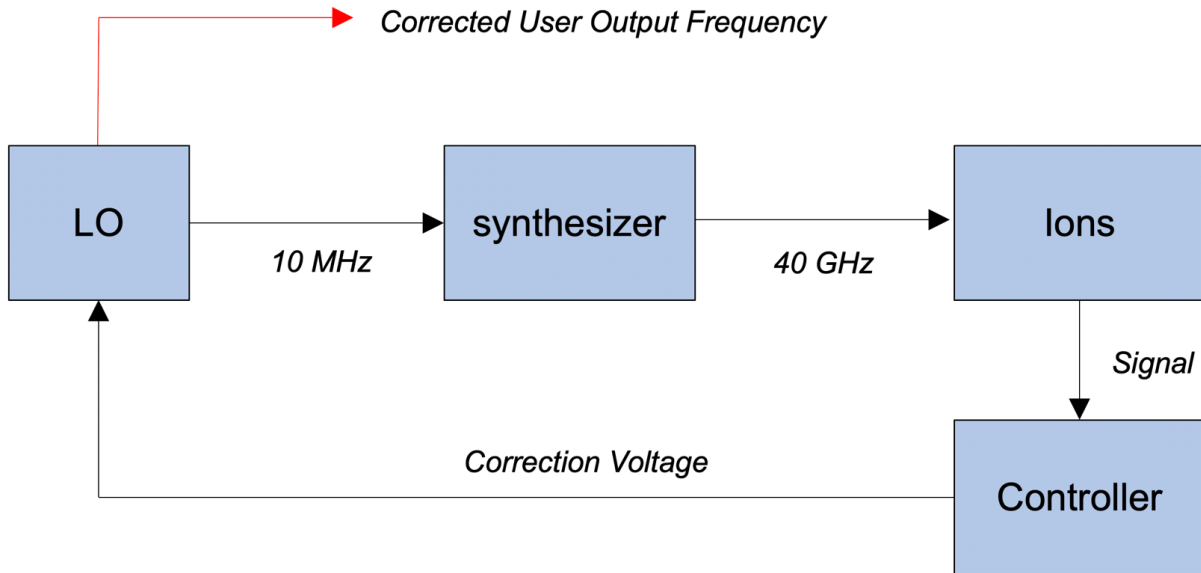 Corrected User Output Frequency
LO
10 MHz
synthesizer
40 GHz
Ions
Signal
Correction Voltage
Controller